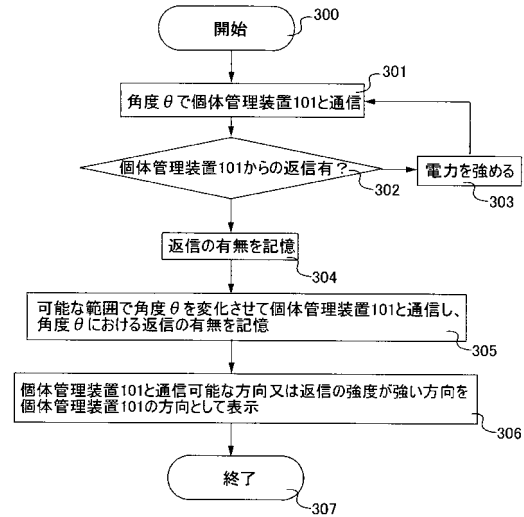 開始
300
301
角度θで個体管理装置101と通信
個体管理装置101からの返信有?
302
電力を強める
303
返信の有無を記憶
304
可能な範囲で角度θを変化させて個体管理装置101と通信し、
角度θにおける返信の有無を記憶
305
個体管理装置101と通信可能な方向又は返信の強度が強い方向を
個体管理装置101の方向として表示
306
終了
307